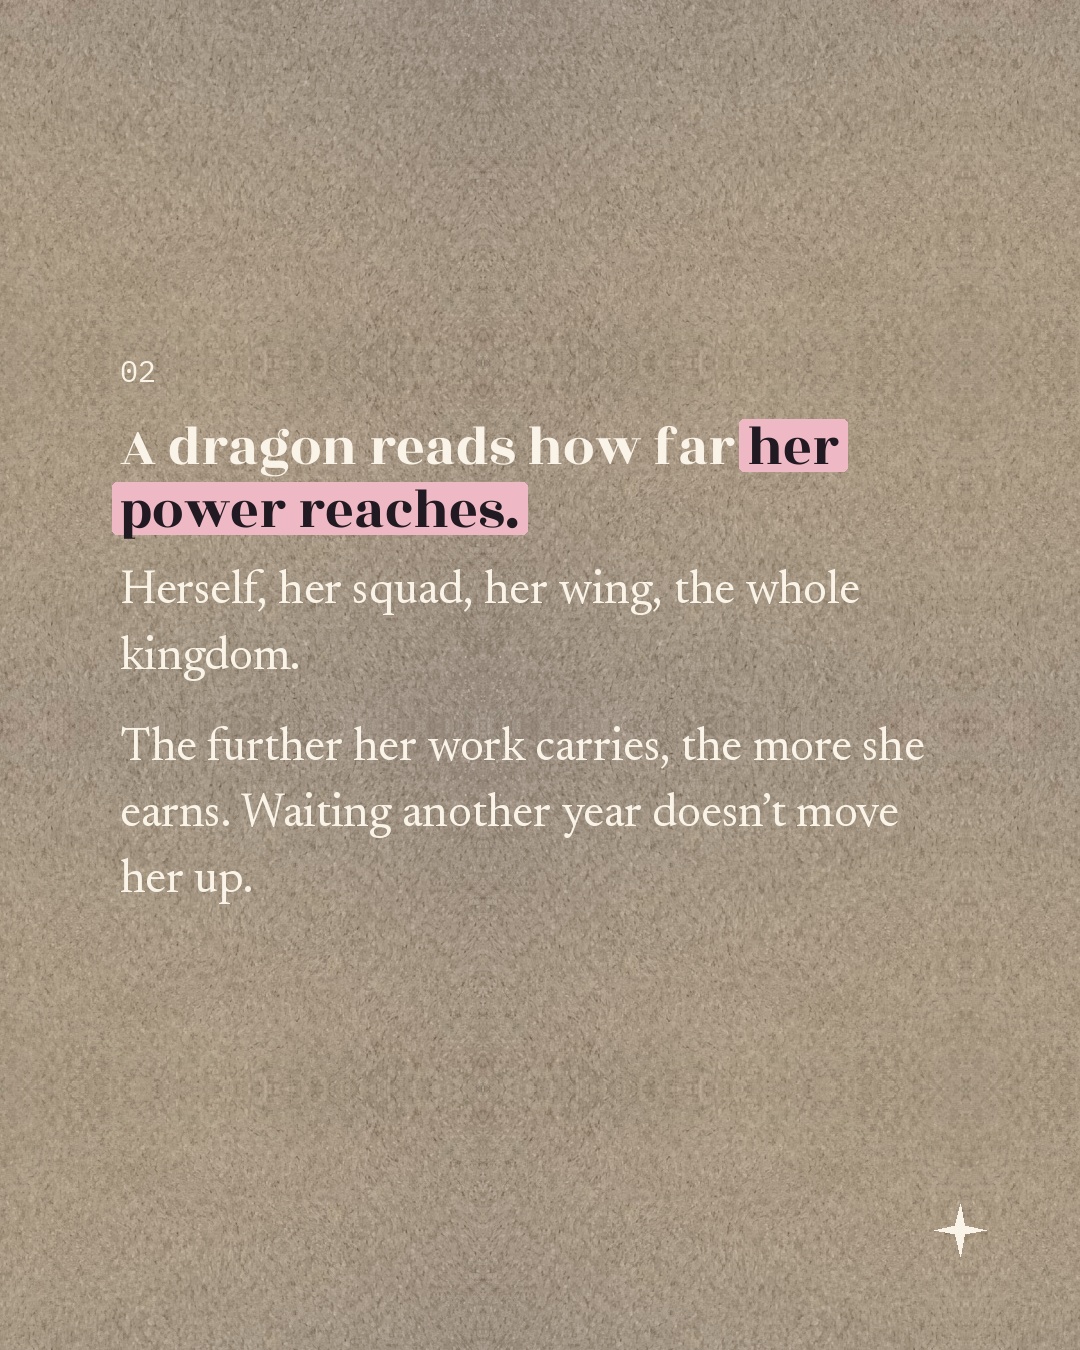 02
A dragon reads how far her
power reaches.
Herself, her squad, her wing, the whole
kingdom.
The further her work carries, the more she
earns. Waiting another year doesn’t move
her up.